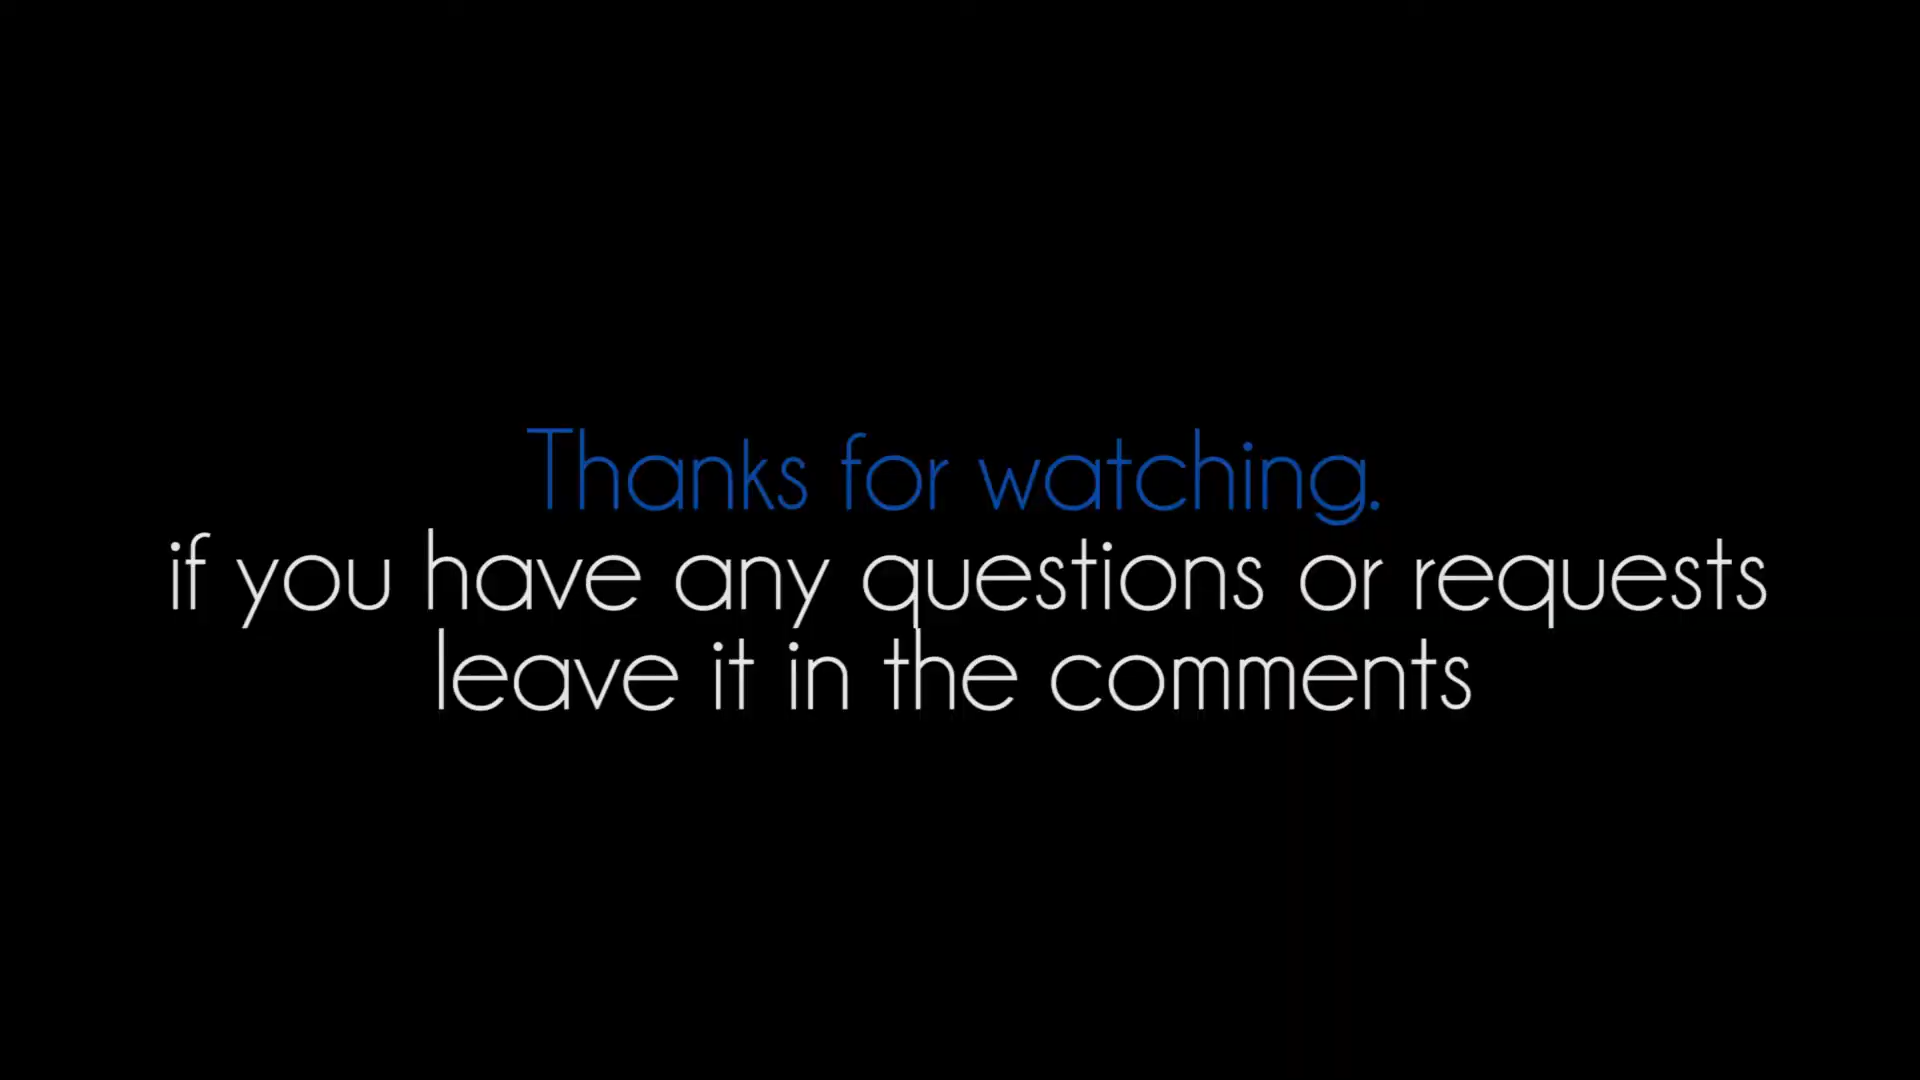 Thanks for watching.
if you have any questions or requests
leave it in the comments